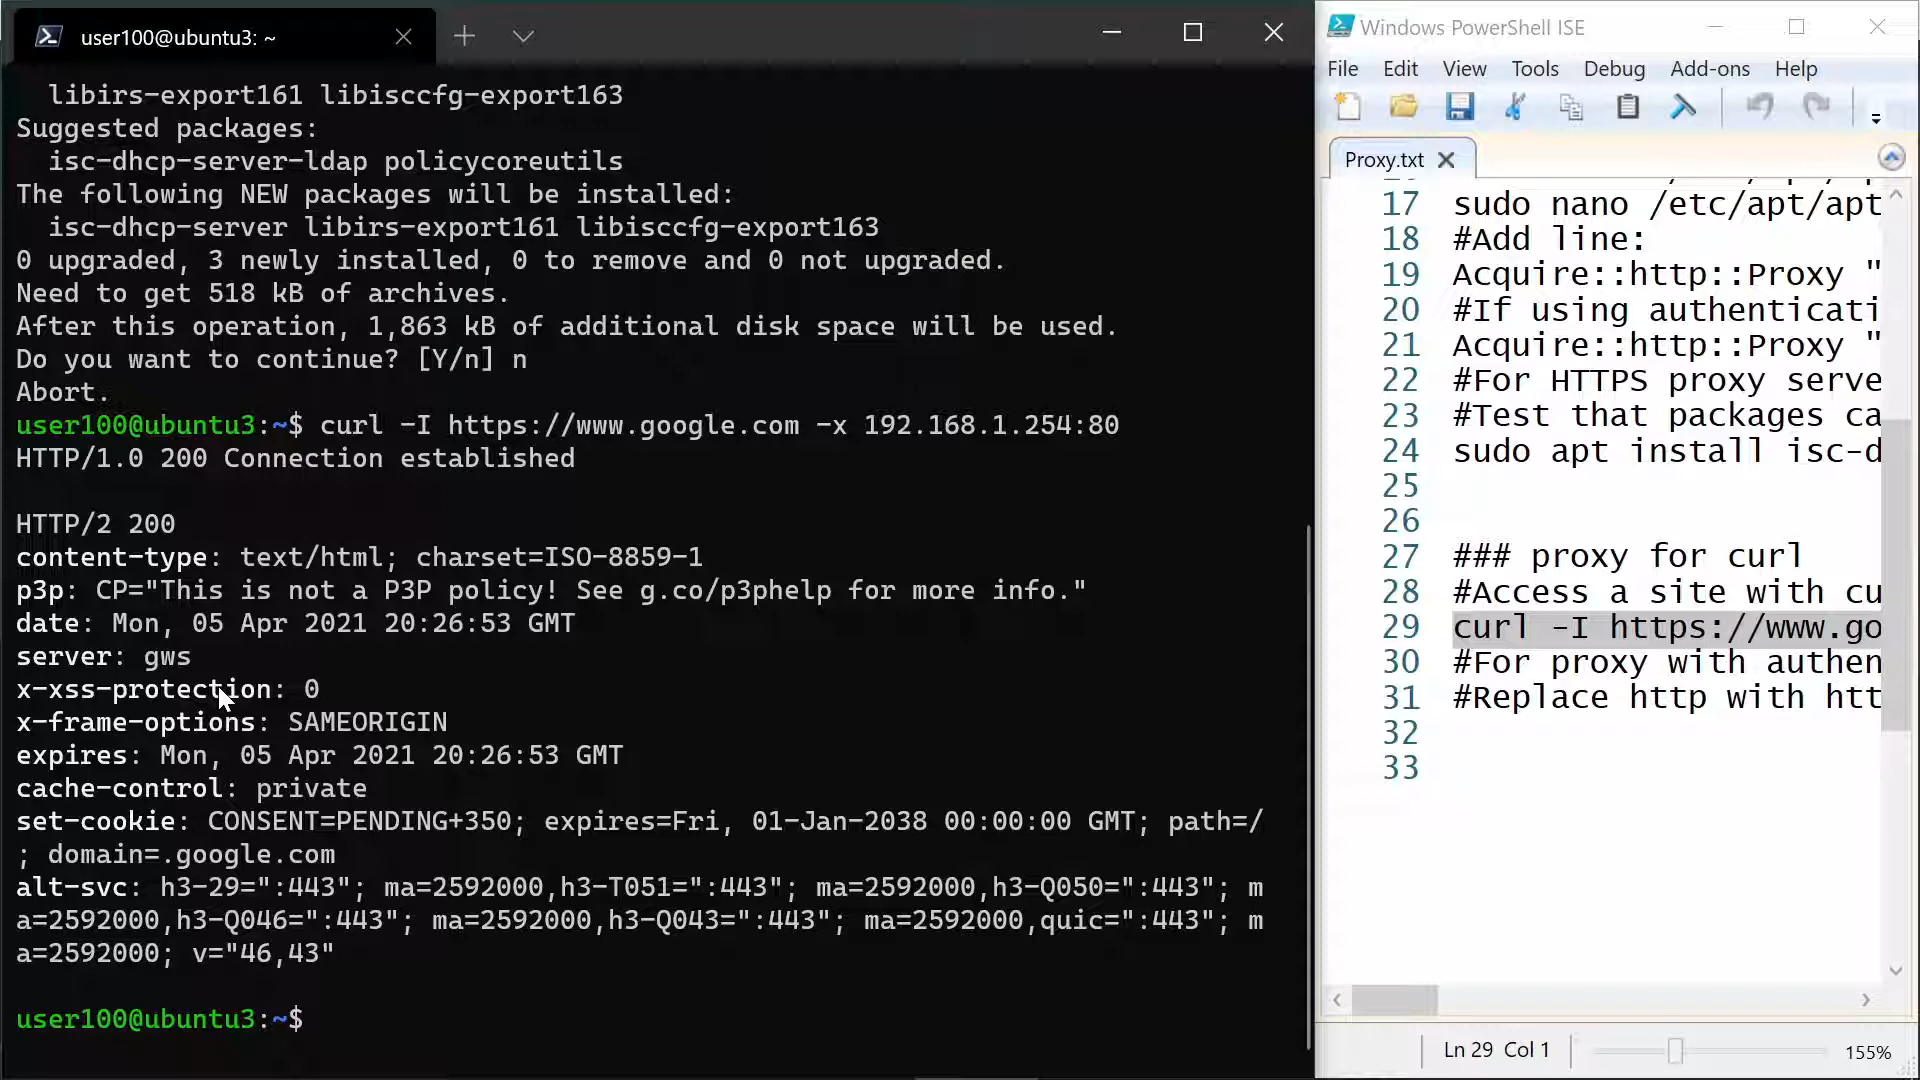 user100@ubuntu3: ~
libirs-export161 libisccfg-export163
Suggested packages:
isc-dhcp-server-ldap policycoreutils
The following NEW packages will be installed:
isc-dhcp-server libirs-export161 libisccfg-export163
0 upgraded, 3 newly installed, 0 to remove and 0 not upgraded.
Need to get 518 kB of archives.
After this operation, 1,863 kB of additional disk space will be used.
Do you want to continue? [Y/n] n
Abort.
user100@ubuntu3:~$ curl -I https://www.google.com -x 192.168.1.254:80
HTTP/1.0 200 Connection established
HTTP/2 200
content-type: text/html; charset=ISO-8859-1
p3p: CP="This is not a P3P policy! See g.co/p3phelp for more info."
date: Mon, 05 Apr 2021 20:26:53 GMT
server: gws
x-xss-protection: 0
x-frame-options: SAMEORIGIN
expires: Mon, 05 Apr 2021 20:26:53 GMT
cache-control: private
set-cookie: CONSENT=PENDING+350; expires=Fri, 01-Jan-2038 00:00:00 GMT; path=/
; domain=.google.com
alt-svc: h3-29=":443"; ma=2592000,h3-T051=":443"; ma=2592000,h3-Q050=":443"; m
a=2592000,h3-Q046=":443"; ma=2592000,h3-Q043=":443"; ma=2592000,quic=":443"; m
a=2592000; v="46,43"
user100@ubuntu3:~$
Windows PowerShell ISE
File Edit View Tools Debug Add-ons Help
Proxy.txt
17 sudo nano /etc/apt/apt
18 #Add line:
19 Acquire::http::Proxy "
20 #If using authenticati
21 Acquire::http::Proxy "
22 #For HTTPS proxy serve
23 #Test that packages ca
24 sudo apt install isc-d
25
26
27 ### proxy for curl
28 #Access a site with cu
29 curl -I https://www.go
30 #For proxy with authen
31 #Replace http with htt
32
33
Ln 29 Col 1
155%